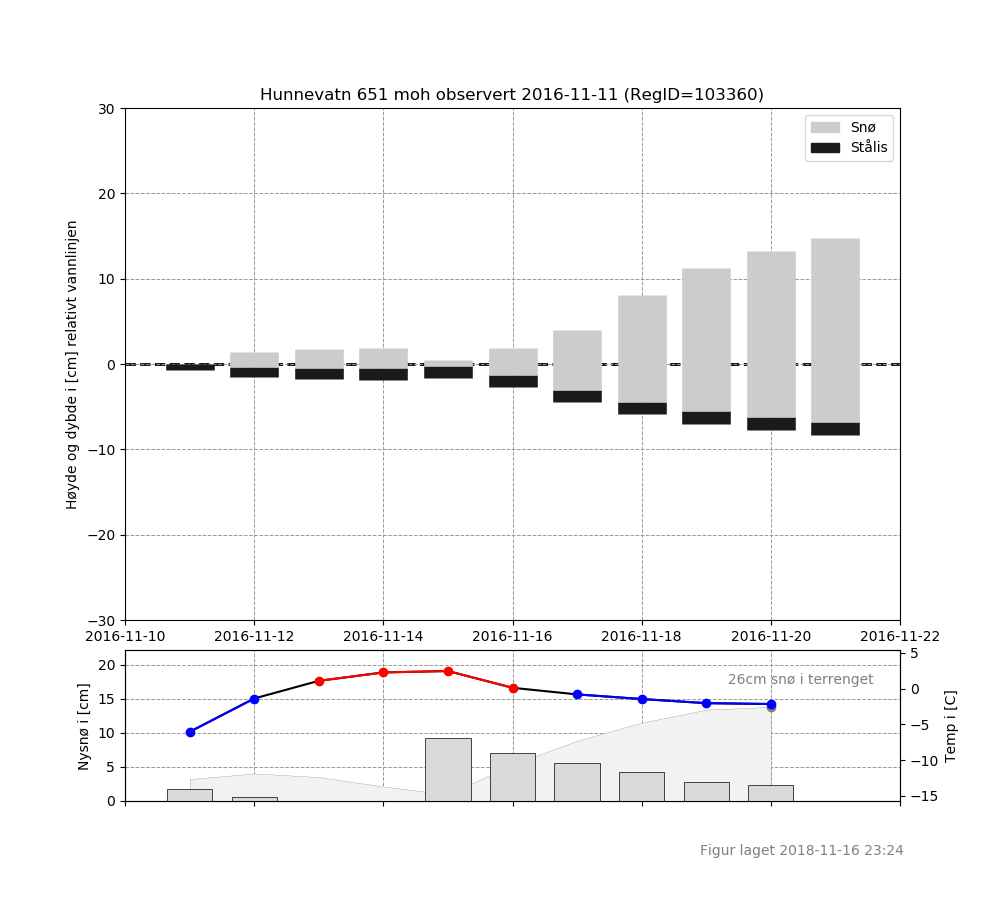 Hunnevatn 651 moh observert 2016-11-11 (RegID=103360)
Høyde og dybde i [cm] relativt vannlinjen
30
20
10
0
−10
−20
−30
Snø
Stålis
2016-11-10 2016-11-12 2016-11-14 2016-11-16 2016-11-18 2016-11-20 2016-11-22
Nysnø i [cm]
20
15
10
5
0
26cm snø i terrenget
5
0
−5
−10
−15
Temp i [C]
Figur laget 2018-11-16 23:24